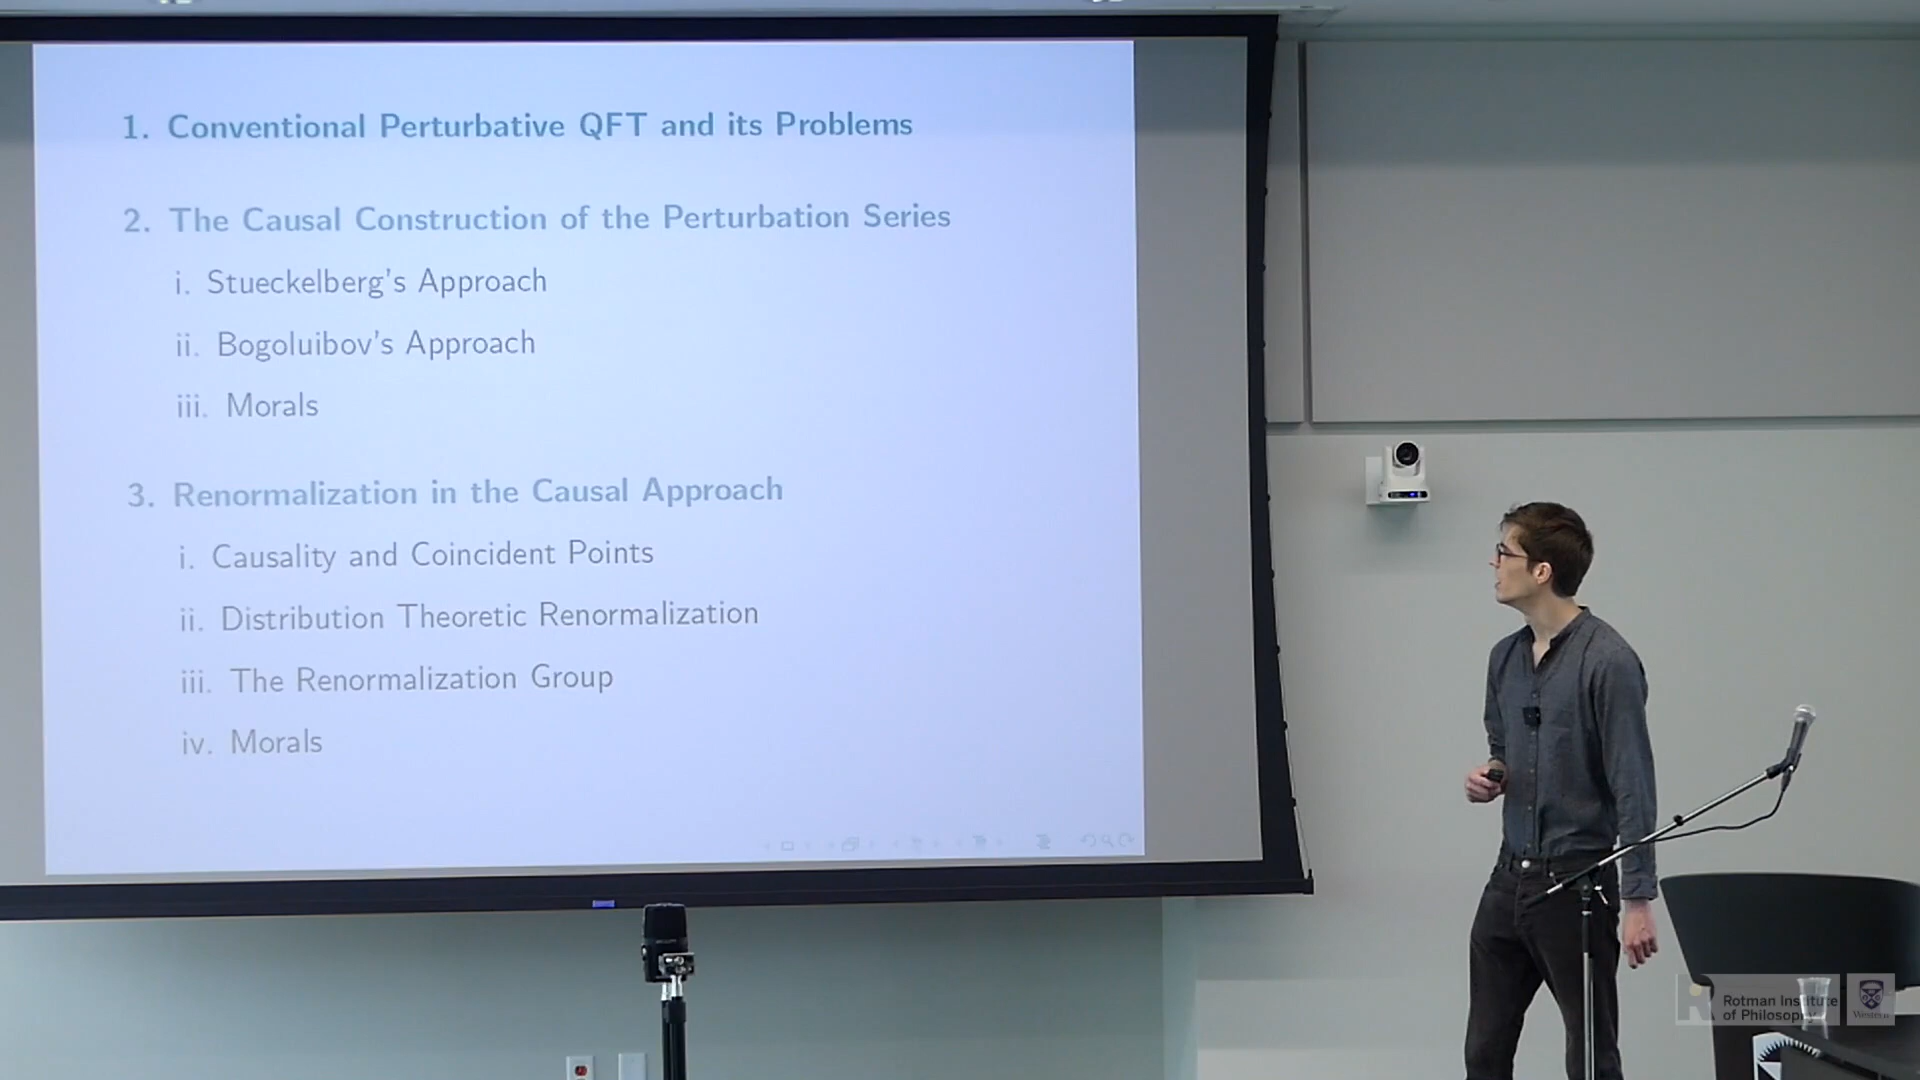 1. Conventional Perturbative QFT and its Problems
2. The Causal Construction of the Perturbation Series
i. Stueckelberg's Approach
ii. Bogoluibov's Approach
iii. Morals
3. Renormalization in the Causal Approach
i. Causality and Coincident Points
ii. Distribution Theoretic Renormalization
iii. The Renormalization Group
iv. Morals
Rotman Institute
of Philosophy
Western